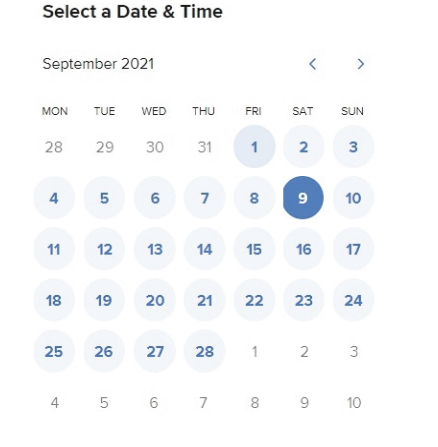 Select a Date & Time
September 2021
MON TUE WED THU FRI SAT SUN
28 29 30 31 1 2 3
4 5 6 7 8 9 10
11 12 13 14 15 16 17
18 19 20 21 22 23 24
25 26 27 28 1 2 3
4 5 6 7 8 9 10